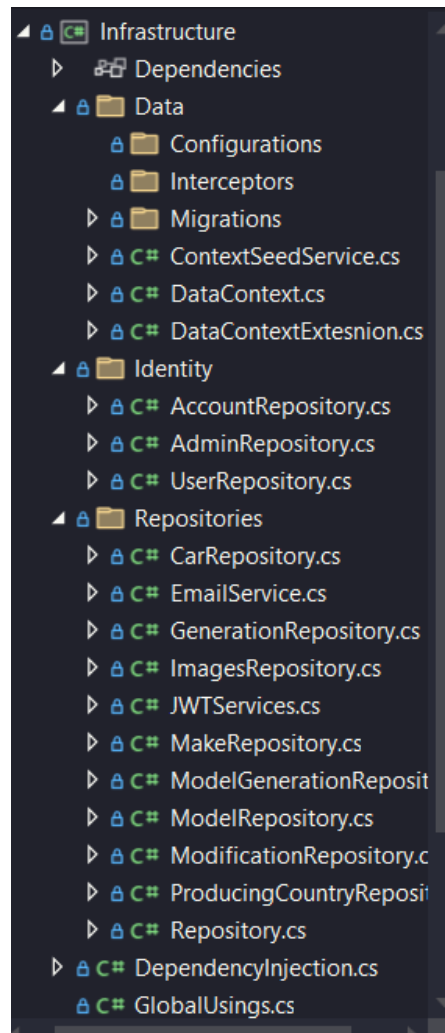 C# Infrastructure
Dependencies
Data
Configurations
Interceptors
Migrations
C# ContextSeedService.cs
C# DataContext.cs
C# DataContextExtesnion.cs
Identity
C# AccountRepository.cs
C# AdminRepository.cs
C# UserRepository.cs
Repositories
C# CarRepository.cs
C# EmailService.cs
C# GenerationRepository.cs
C# ImagesRepository.cs
C# JWTServices.cs
C# MakeRepository.cs
C# ModelGenerationReposit
C# ModelRepository.cs
C# ModificationRepository.c
C# ProducingCountryReposit
C# Repository.cs
C# DependencyInjection.cs
C# GlobalUsings.cs